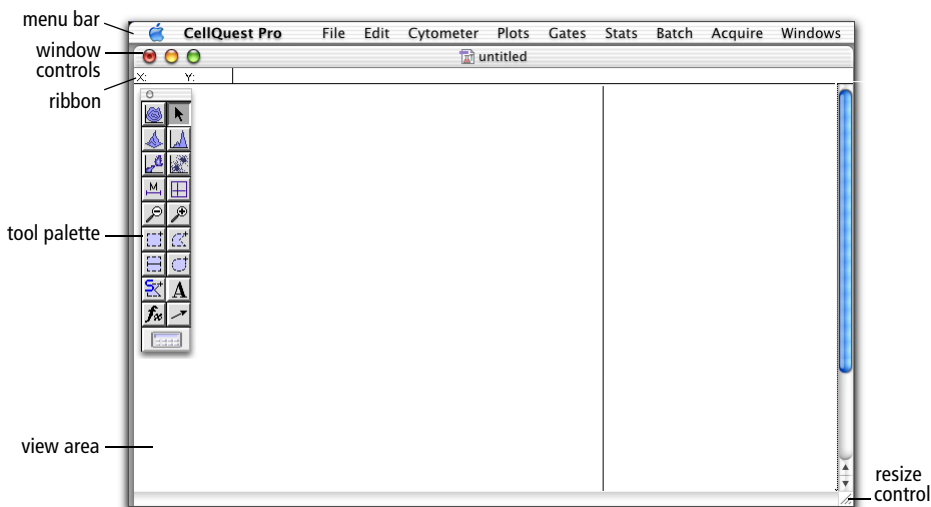 menu bar
CellQuest Pro File Edit Cytometer Plots Gates Stats Batch Acquire Windows
window
controls
untitled
ribbon
X: Y:
M
tool palette
S
A
fx
view area
resize
control